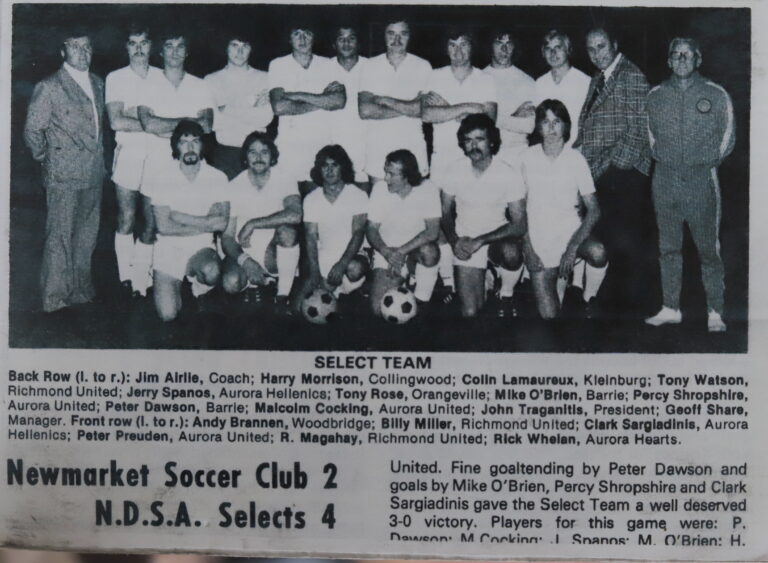 SELECT TEAM
Back Row (l. to r.): Jim Airlie, Coach; Harry Morrison, Collingwood; Colin Lamaureux, Kleinburg; Tony Watson,
Richmond United; Jerry Spanos, Aurora Hellenics; Tony Rose, Orangeville; Mike O'Brien, Barrie; Percy Shropshire,
Aurora United; Peter Dawson, Barrie; Malcolm Cocking, Aurora United; John Traganitis, President; Geoff Share,
Manager. Front row (l. to r.): Andy Brannen, Woodbridge; Billy Miller, Richmond United; Clark Sargiadinis, Aurora
Hellenics; Peter Preuden, Aurora United; R. Magahay, Richmond United; Rick Whelan, Aurora Hearts.
Newmarket Soccer Club 2
N.D.S.A. Selects 4
United. Fine goaltending by Peter Dawson and
goals by Mike O'Brien, Percy Shropshire and Clark
Sargiadinis gave the Select Team a well deserved
3-0 victory. Players for this game were: P.
Dawson; M. Cocking; J. Spanos; M. O'Brien; H.